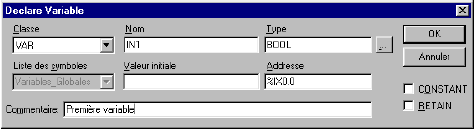 Declare Variable
Classe Nom Type
VAR INT BOOL ... OK
Annuler
Liste des symboles Valeur initiale Addresse
Variables_Globales %IX0.0
CONSTANT
RETAIN
Commentaire: Première variable